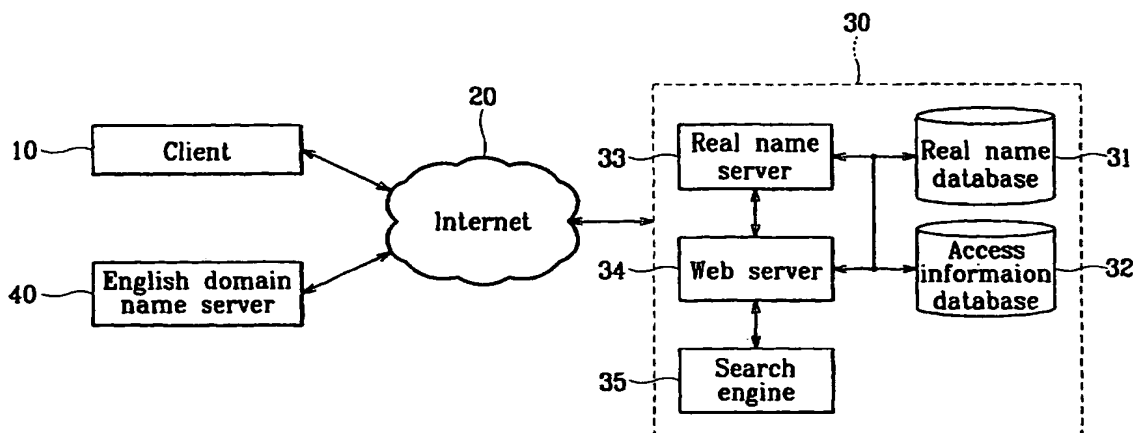 30
20
10
Client
Internet
40
English domain
name server
33
Real name
server
Real name
database
31
34
Web server
Access
informaion
database
32
35
Search
engine